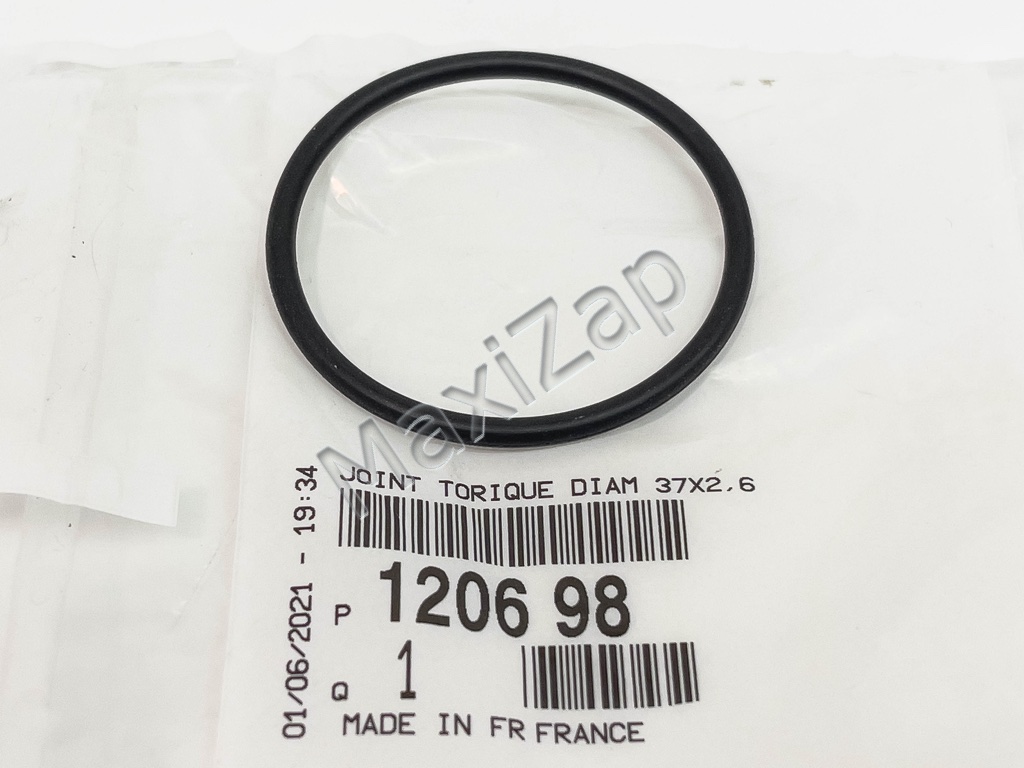 MaxiZap
JOINT TORIQUE DIAM 37X2,6
P 1206 98
Q 1
MADE IN FR FRANCE
01/06/2021 - 19:34